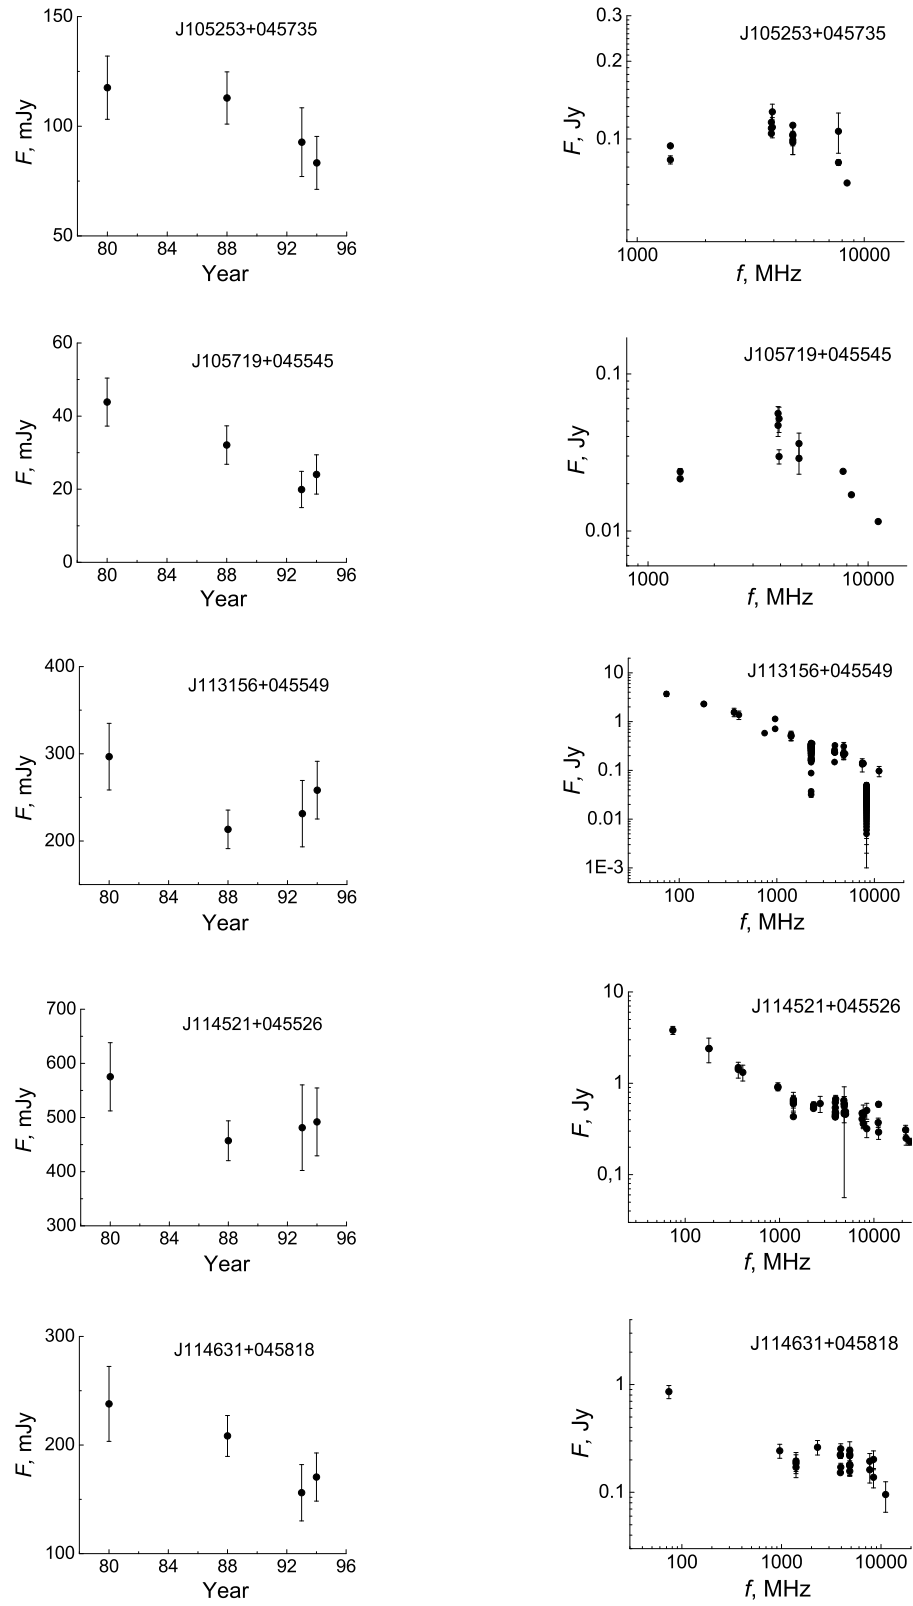 J105253+045735
150
100
50
F, mJy
80 84 88 92 96
Year
J105253+045735
0.3
0.2
0.1
F, Jy
1000 10000
f, MHz
J105719+045545
60
40
20
0
F, mJy
80 84 88 92 96
Year
J105719+045545
0.1
0.01
F, Jy
1000 10000
f, MHz
J113156+045549
400
300
200
F, mJy
80 84 88 92 96
Year
J113156+045549
10
1
0.1
0.01
1E-3
F, Jy
100 1000 10000
f, MHz
J114521+045526
700
600
500
400
300
F, mJy
80 84 88 92 96
Year
J114521+045526
10
1
0,1
F, Jy
100 1000 10000
f, MHz
J114631+045818
300
200
100
F, mJy
80 84 88 92 96
Year
J114631+045818
1
0.1
F, Jy
100 1000 10000
f, MHz